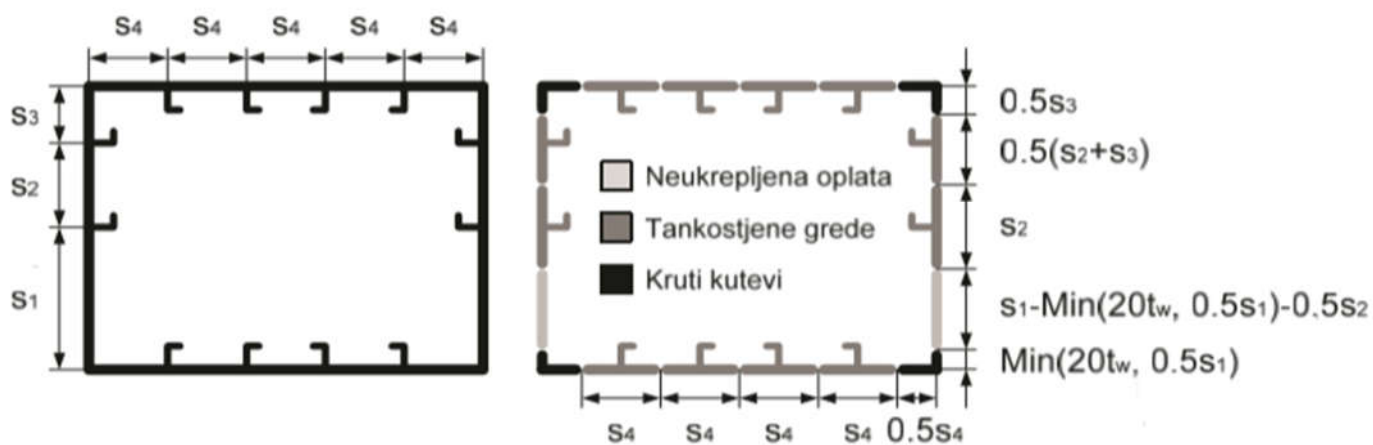 s4 s4 s4 s4 s4
s3
s2
s1
Neukrepljena oplata
Tankostjene grede
Kruti kutevi
0.5s3
0.5(s2+s3)
s2
s1-Min(20tw, 0.5s1)-0.5s2
Min(20tw, 0.5s1)
s4 s4 s4 s4 0.5s4